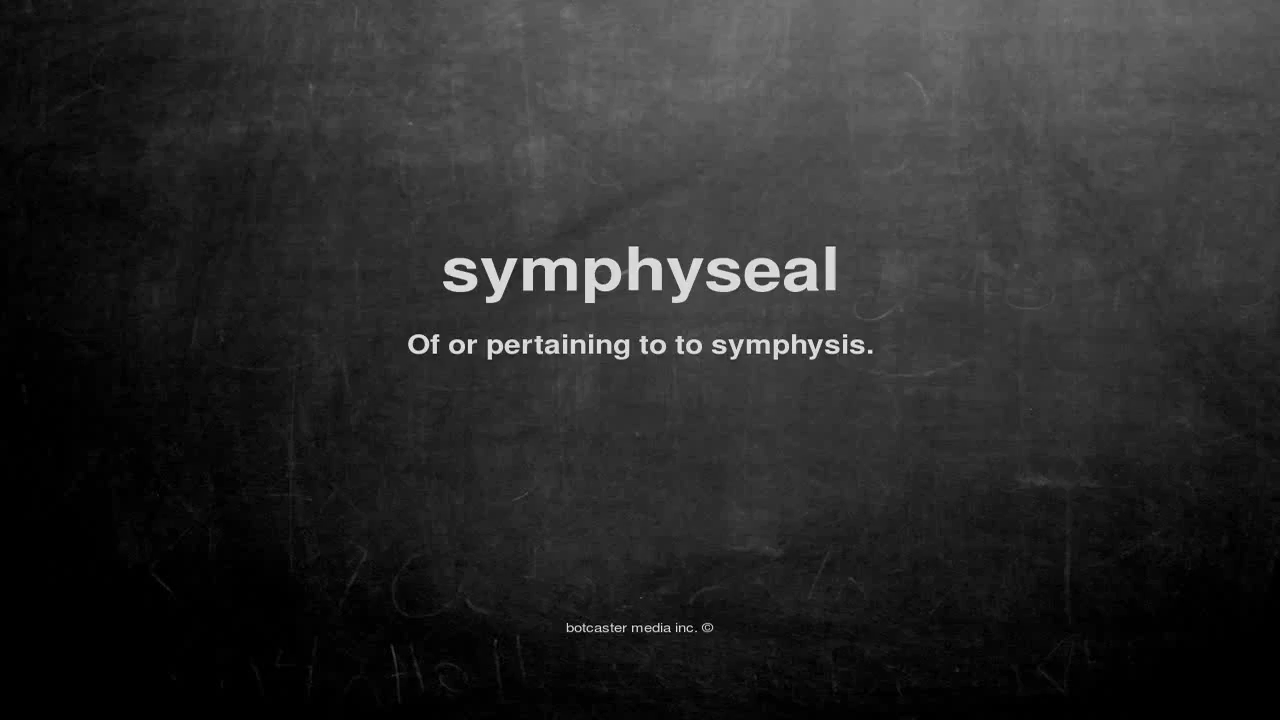 symphyseal
Of or pertaining to to symphysis.
botcaster media inc. ©